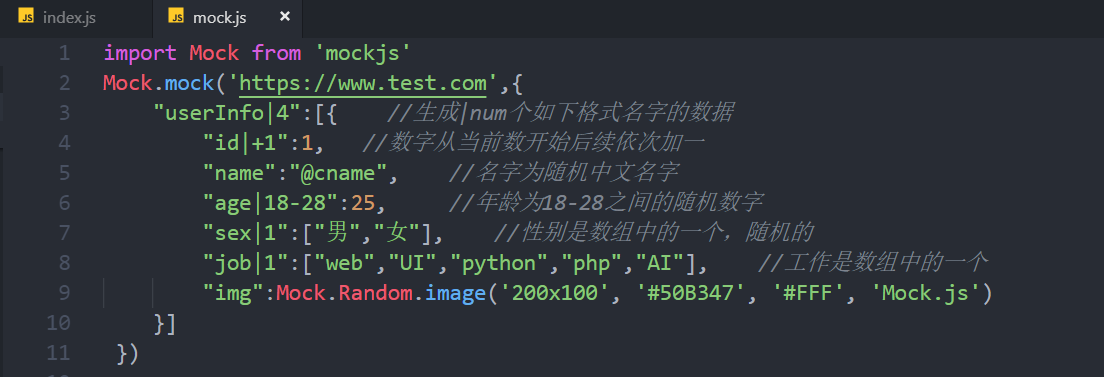 index.js
mock.js ×
1 import Mock from 'mockjs'
2 Mock.mock('https://www.test.com',{
3 "userInfo|4":[{ //生成|num个如下格式名字的数据
4 "id|+1":1, //数字从当前数开始后续依次加一
5 "name":"@cname", //名字为随机中文名字
6 "age|18-28":25, //年龄为18-28之间的随机数字
7 "sex|1":["男","女"], //性别是数组中的一个，随机的
8 "job|1":["web","UI","python","php","AI"], //工作是数组中的一个
9 "img":Mock.Random.image('200x100', '#50B347', '#FFF', 'Mock.js')
10 }]
11 })